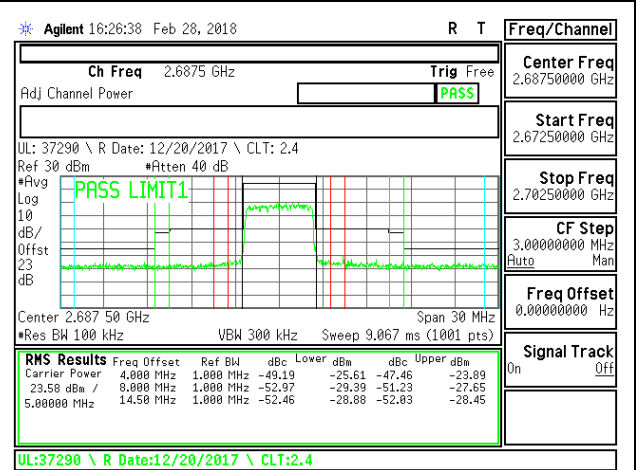 Agilent 16:26:38 Feb 28, 2018 R T
Freq/Channel
Ch Freq 2.6875 GHz Trig Free
Adj Channel Power PASS
UL: 37290 \ R Date: 12/20/2017 \ CLT: 2.4
Ref 30 dBm #Atten 40 dB
#Avg
Log
10
dB/
Offst
23
dB
PASS LIMIT1
Center 2.687 50 GHz Span 30 MHz
#Res BW 100 kHz VBW 300 kHz Sweep 9.067 ms (1001 pts)
RMS Results Freq Offset Ref BW dBc Lower dBm dBc Upper dBm
Carrier Power 4.000 MHz 1.000 MHz -49.19 -25.61 -47.46 -23.89
23.58 dBm / 8.000 MHz 1.000 MHz -52.97 -29.39 -51.23 -27.65
5.00000 MHz 14.50 MHz 1.000 MHz -52.46 -28.88 -52.03 -28.45
UL:37290 \ R Date:12/20/2017 \ CLT:2.4
Center Freq
2.68750000 GHz
Start Freq
2.67250000 GHz
Stop Freq
2.70250000 GHz
CF Step
3.00000000 MHz
Auto Man
Freq Offset
0.00000000 Hz
Signal Track
On Off